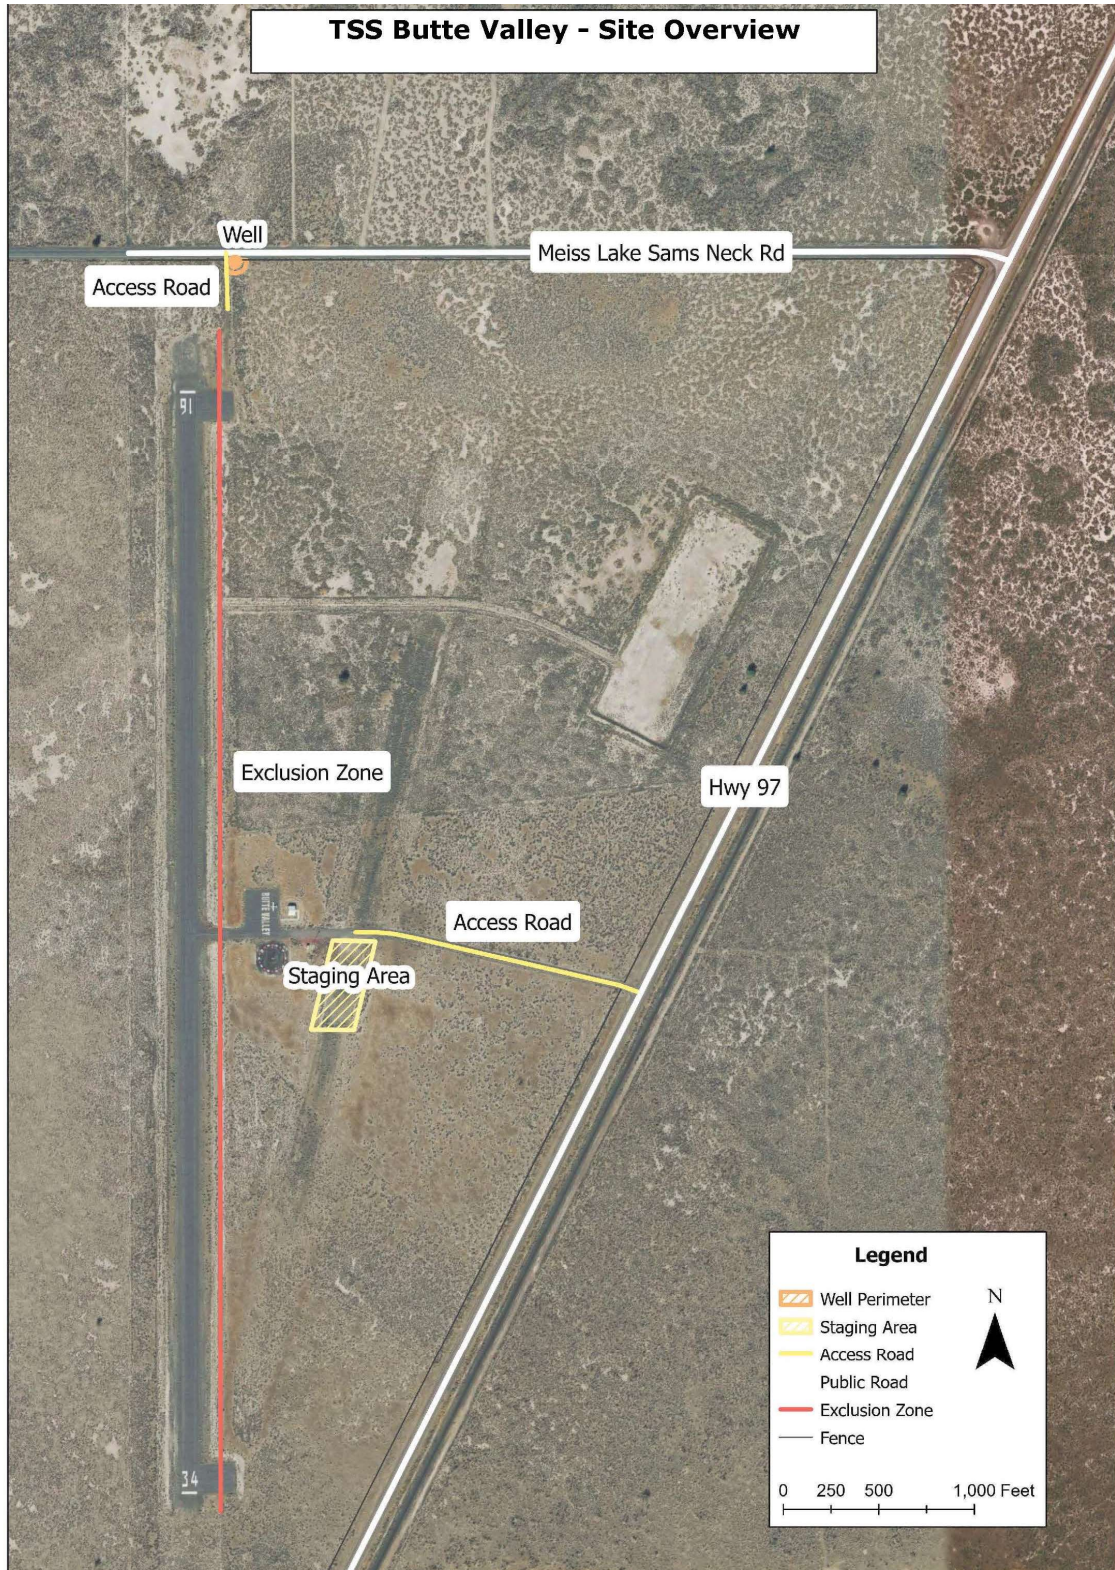 TSS Butte Valley - Site Overview
Well
Meiss Lake Sams Neck Rd
Access Road
16
Exclusion Zone
Hwy 97
BUTTE VALLEY
Access Road
Staging Area
34
Legend
Well Perimeter
Staging Area
Access Road
Public Road
Exclusion Zone
Fence
N
0 250 500 1,000 Feet